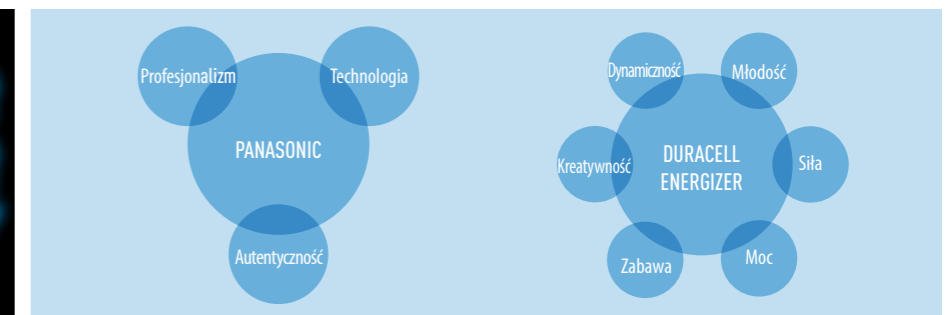 Profesjonalizm
Technologia
PANASONIC
Autentyczność
Dynamiczność
Młodość
Kreatywność
DURACELL
ENERGIZER
Siła
Zabawa
Moc